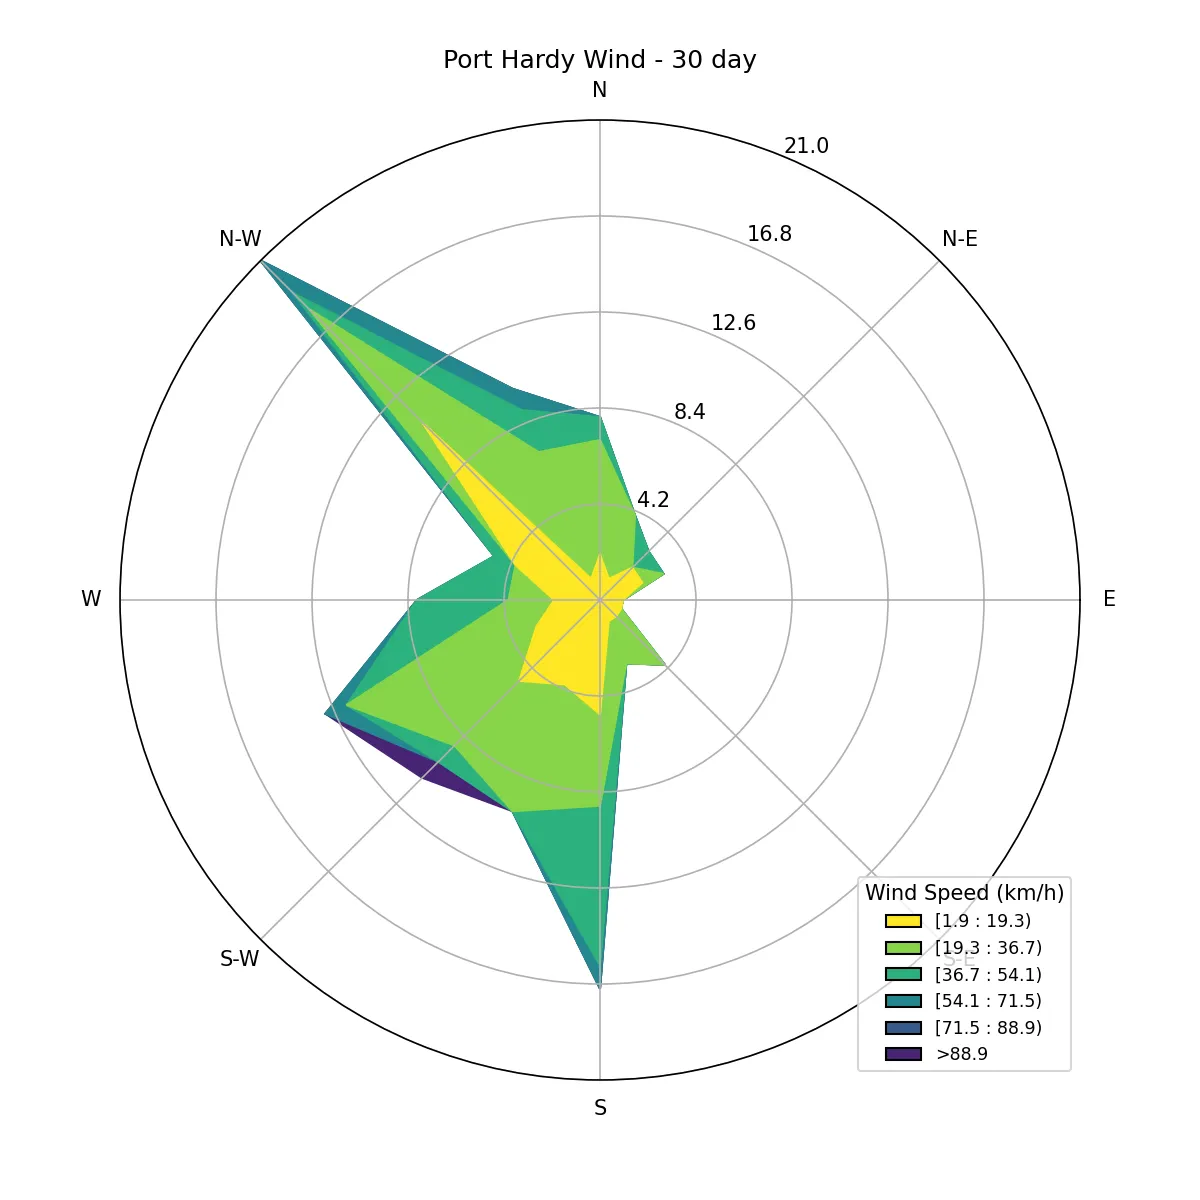 Port Hardy Wind - 30 day
N
21.0
16.8
N-W
N-E
12.6
8.4
4.2
W
E
Wind Speed (km/h)
[1.9 : 19.3)
[19.3 : 36.7)
S-W
S-E
[36.7 : 54.1)
[54.1 : 71.5)
[71.5 : 88.9)
>88.9
S